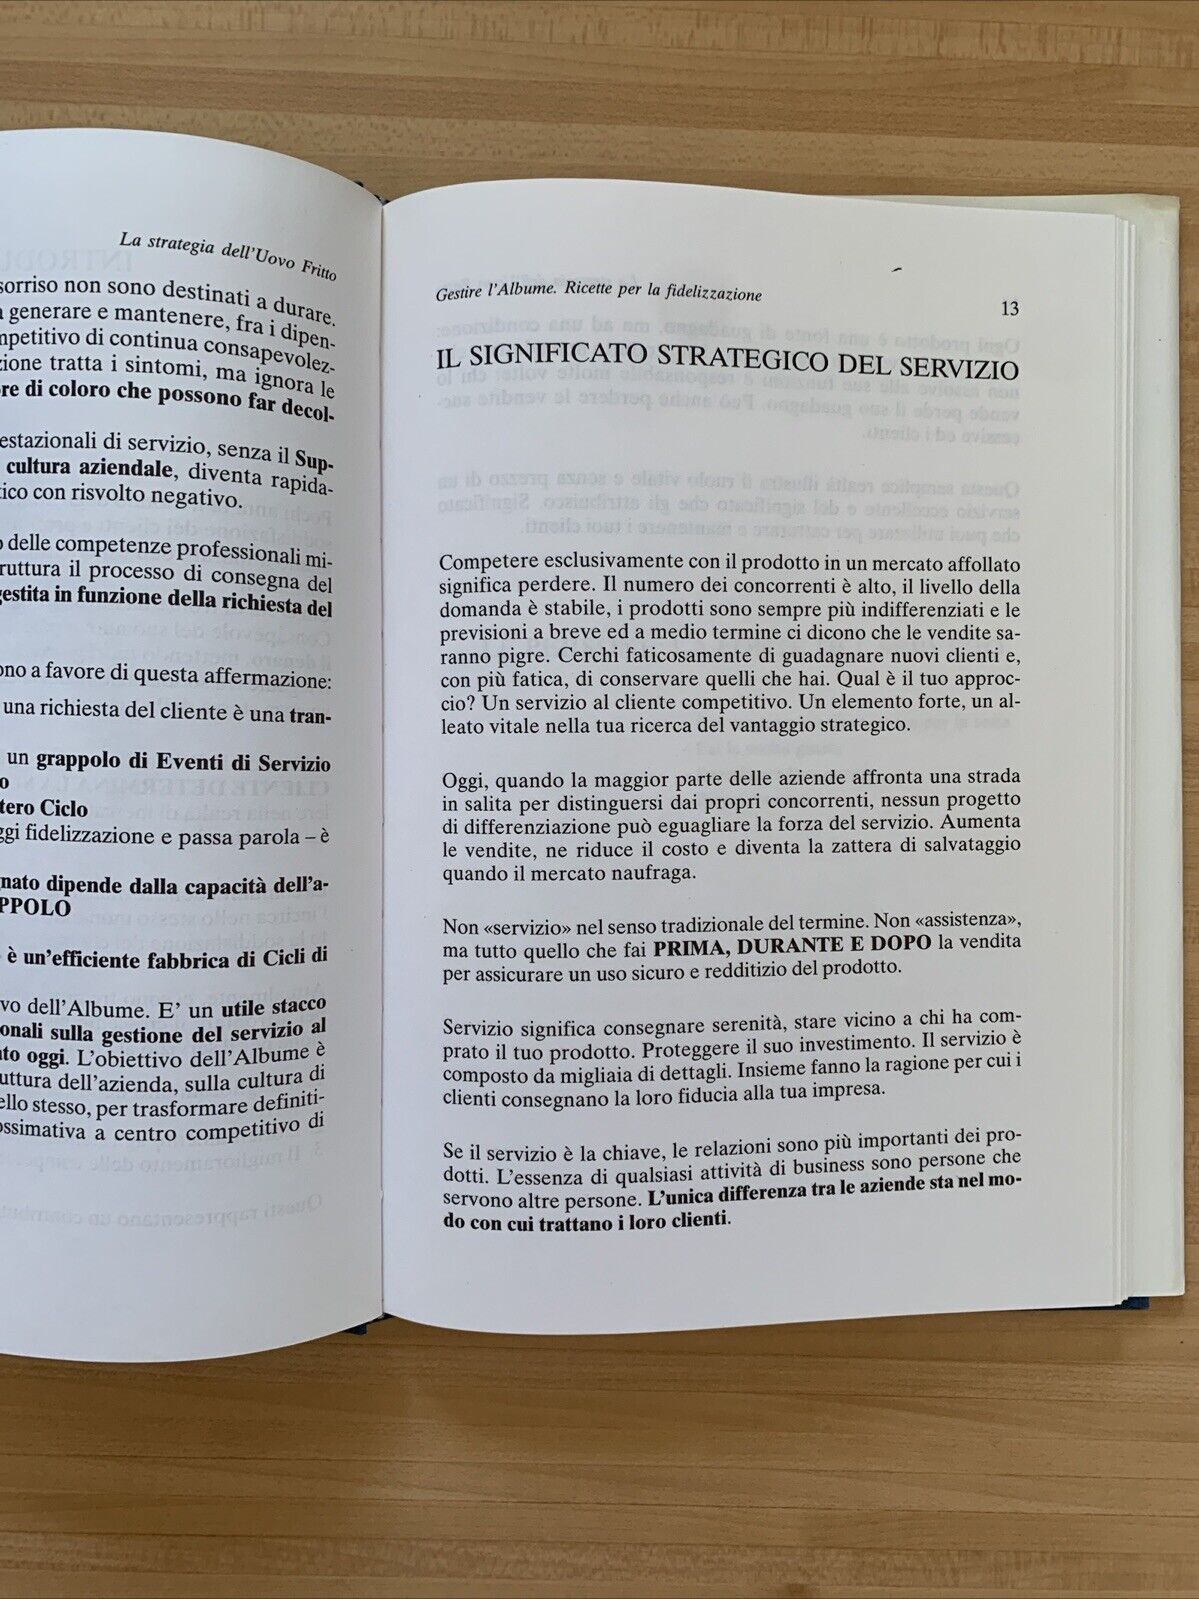 La strategia dell'Uovo Fritto
sorriso non sono destinati a durare.
generare e mantenere, fra i dipen-
mpetitivo di continua consapevolez-
zione tratta i sintomi, ma ignora le
re di coloro che possono far decol-
estazionali di servizio, senza il Sup-
cultura aziendale, diventa rapida-
ico con risvolto negativo.
o delle competenze professionali mi-
ruttura il processo di consegna del
gestita in funzione della richiesta del
ono a favore di questa affermazione:
una richiesta del cliente è una tran-
un grappolo di Eventi di Servizio
o
tero Ciclo
ggi fidelizzazione e passa parola – è
nato dipende dalla capacità dell'a-
PPOLO
è un'efficiente fabbrica di Cicli di
vo dell'Albume. E' un utile stacco
onali sulla gestione del servizio al
to oggi. L'obiettivo dell'Albume è
uttura dell'azienda, sulla cultura di
ello stesso, per trasformare definiti-
ossimativa a centro competitivo di
Gestire l'Albume. Ricette per la fidelizzazione
13
IL SIGNIFICATO STRATEGICO DEL SERVIZIO
Competere esclusivamente con il prodotto in un mercato affollato
significa perdere. Il numero dei concorrenti è alto, il livello della
domanda è stabile, i prodotti sono sempre più indifferenziati e le
previsioni a breve ed a medio termine ci dicono che le vendite sa-
ranno pigre. Cerchi faticosamente di guadagnare nuovi clienti e,
con più fatica, di conservare quelli che hai. Qual è il tuo approc-
cio? Un servizio al cliente competitivo. Un elemento forte, un al-
leato vitale nella tua ricerca del vantaggio strategico.
Oggi, quando la maggior parte delle aziende affronta una strada
in salita per distinguersi dai propri concorrenti, nessun progetto
di differenziazione può eguagliare la forza del servizio. Aumenta
le vendite, ne riduce il costo e diventa la zattera di salvataggio
quando il mercato naufraga.
Non «servizio» nel senso tradizionale del termine. Non «assistenza»,
ma tutto quello che fai PRIMA, DURANTE E DOPO la vendita
per assicurare un uso sicuro e redditizio del prodotto.
Servizio significa consegnare serenità, stare vicino a chi ha com-
prato il tuo prodotto. Proteggere il suo investimento. Il servizio è
composto da migliaia di dettagli. Insieme fanno la ragione per cui i
clienti consegnano la loro fiducia alla tua impresa.
Se il servizio è la chiave, le relazioni sono più importanti dei pro-
dotti. L'essenza di qualsiasi attività di business sono persone che
servono altre persone. L'unica differenza tra le aziende sta nel mo-
do con cui trattano i loro clienti.